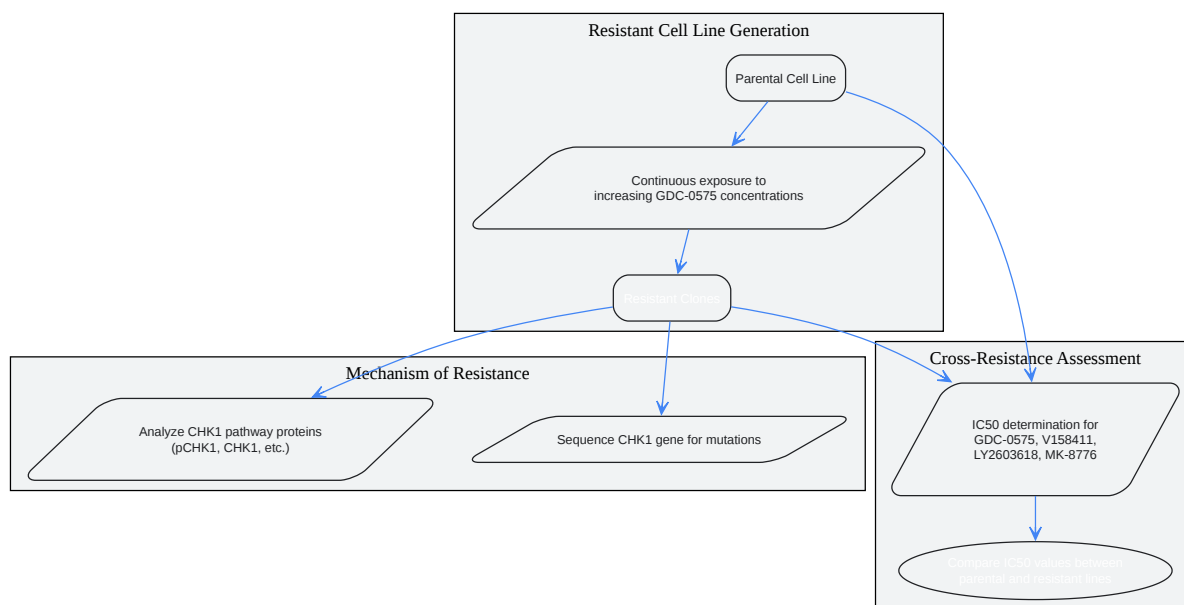 Resistant Cell Line Generation
Parental Cell Line
Continuous exposure to
increasing GDC-0575 concentrations
Resistant Clones
Mechanism of Resistance
Analyze CHK1 pathway proteins
(pCHK1, CHK1, etc.)
Sequence CHK1 gene for mutations
Cross-Resistance Assessment
IC50 determination for
GDC-0575, V158411,
LY2603618, MK-8776
Compare IC50 values between
parental and resistant lines